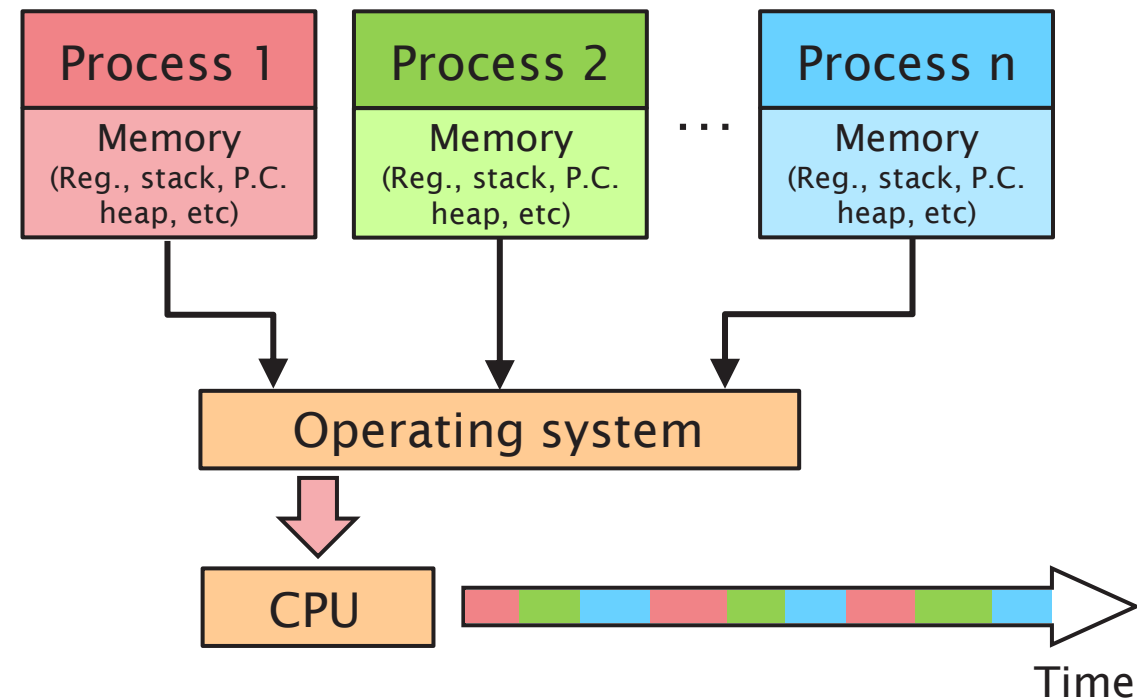 Process 1
Memory
(Reg., stack, P.C.
heap, etc)
Process 2
Memory
(Reg., stack, P.C.
heap, etc)
...
Process n
Memory
(Reg., stack, P.C.
heap, etc)
Operating system
CPU
Time